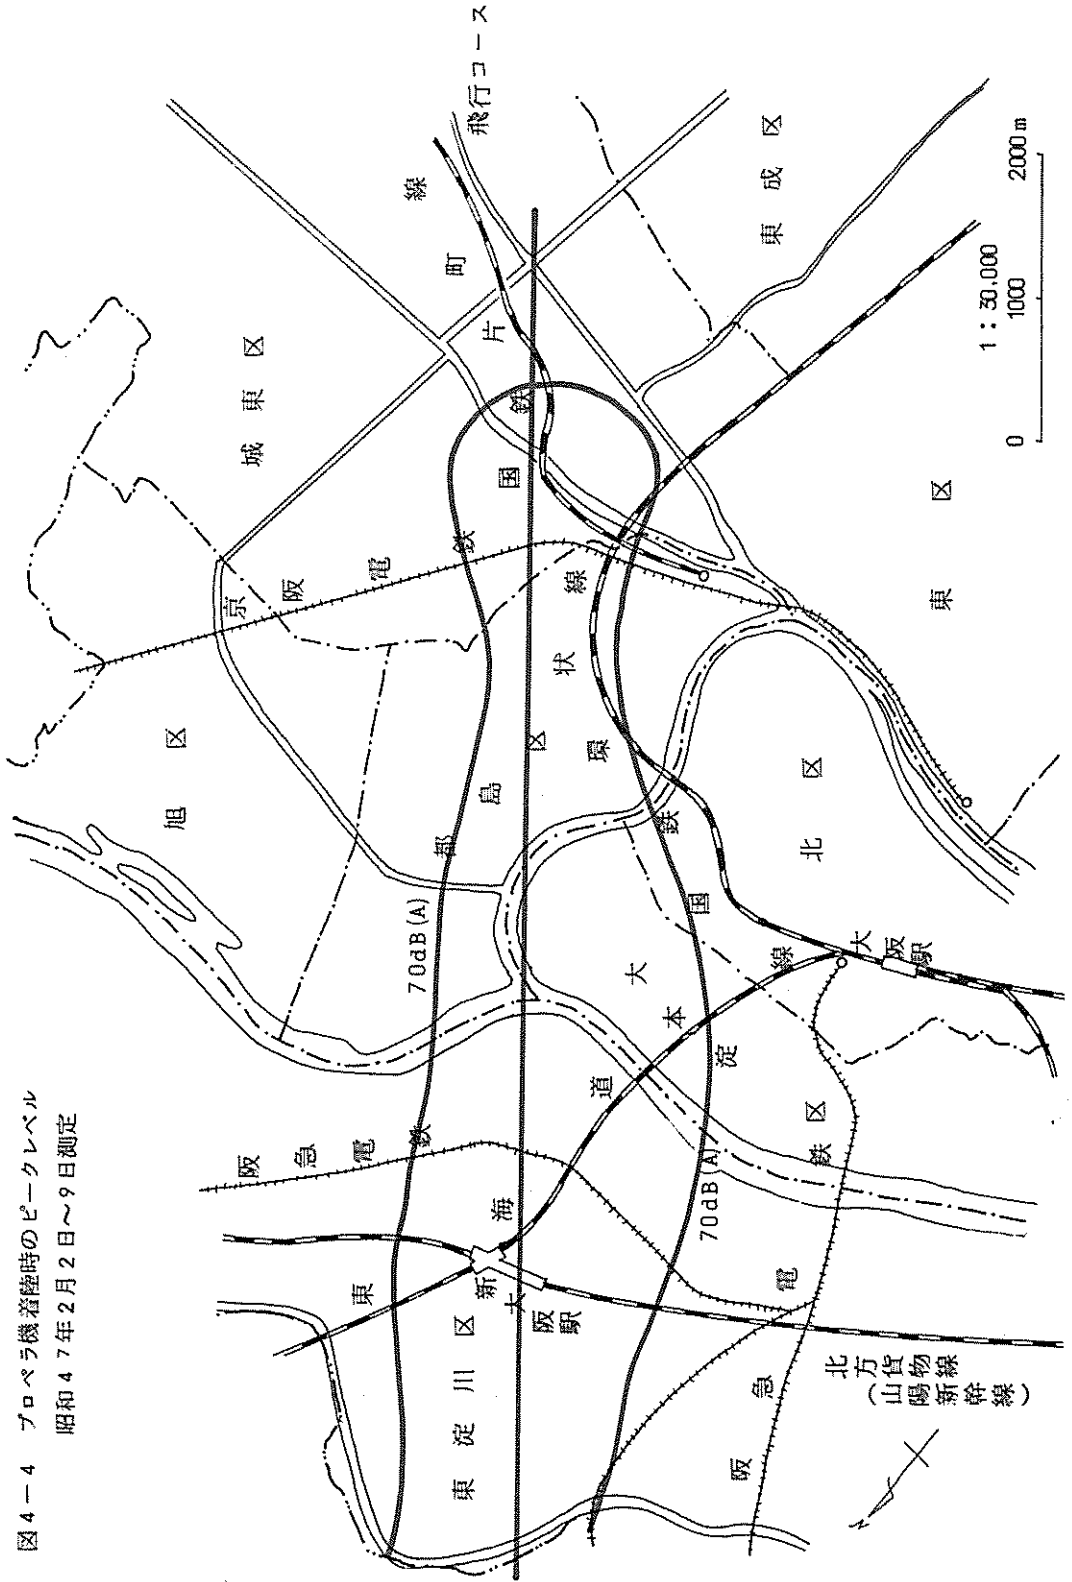 図4－4　プロペラ機着陸時のピークレベル
昭和47年2月2日～9日測定
飛行コース
国鉄片町線
城東区
東成区
京阪電鉄
旭区
都島区
国鉄環状線
東区
北区
70dB(A)
大淀区
大阪駅
阪急電鉄
東海道本線
新大阪駅
東淀川区
70dB(A)
阪急電鉄
北方貨物線
（山陽新幹線）
N
1：30.000
0 1000 2000m